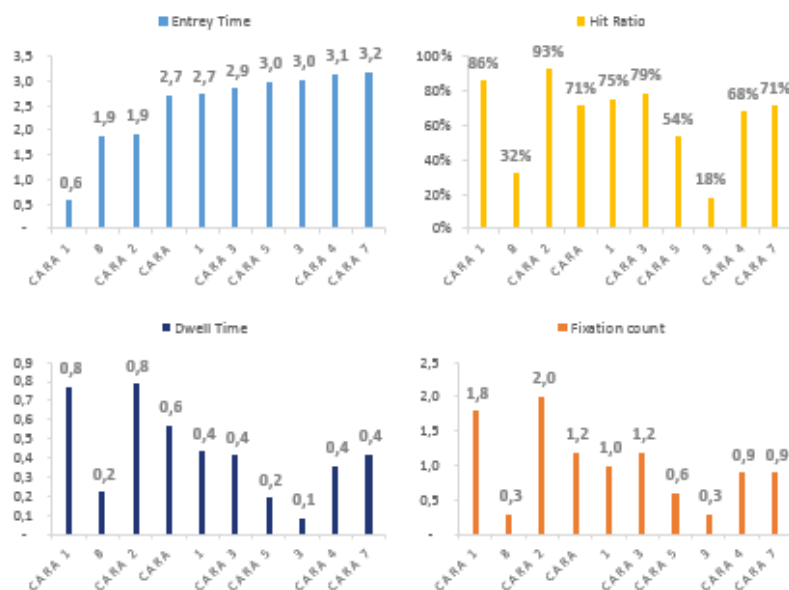 Entrey Time
3,5
3,0
2,5
2,0
1,5
1,0
0,5
-
0,6
1,9
1,9
2,7
2,7
2,9
3,0
3,0
3,1
3,2
CARA 1
8
CARA 2
CARA
1
CARA 3
CARA 5
3
CARA 4
CARA 7
Hit Ratio
100%
80%
60%
40%
20%
0%
86%
32%
93%
71%
75%
79%
54%
18%
68%
71%
CARA 1
8
CARA 2
CARA
1
CARA 3
CARA 5
3
CARA 4
CARA 7
Dwell Time
0,9
0,8
0,7
0,6
0,5
0,4
0,3
0,2
0,1
-
0,8
0,2
0,8
0,6
0,4
0,4
0,2
0,1
0,4
0,4
CARA 1
8
CARA 2
CARA
1
CARA 3
CARA 5
3
CARA 4
CARA 7
Fixation count
2,5
2,0
1,5
1,0
0,5
-
1,8
0,3
2,0
1,2
1,0
1,2
0,6
0,3
0,9
0,9
CARA 1
8
CARA 2
CARA
1
CARA 3
CARA 5
3
CARA 4
CARA 7